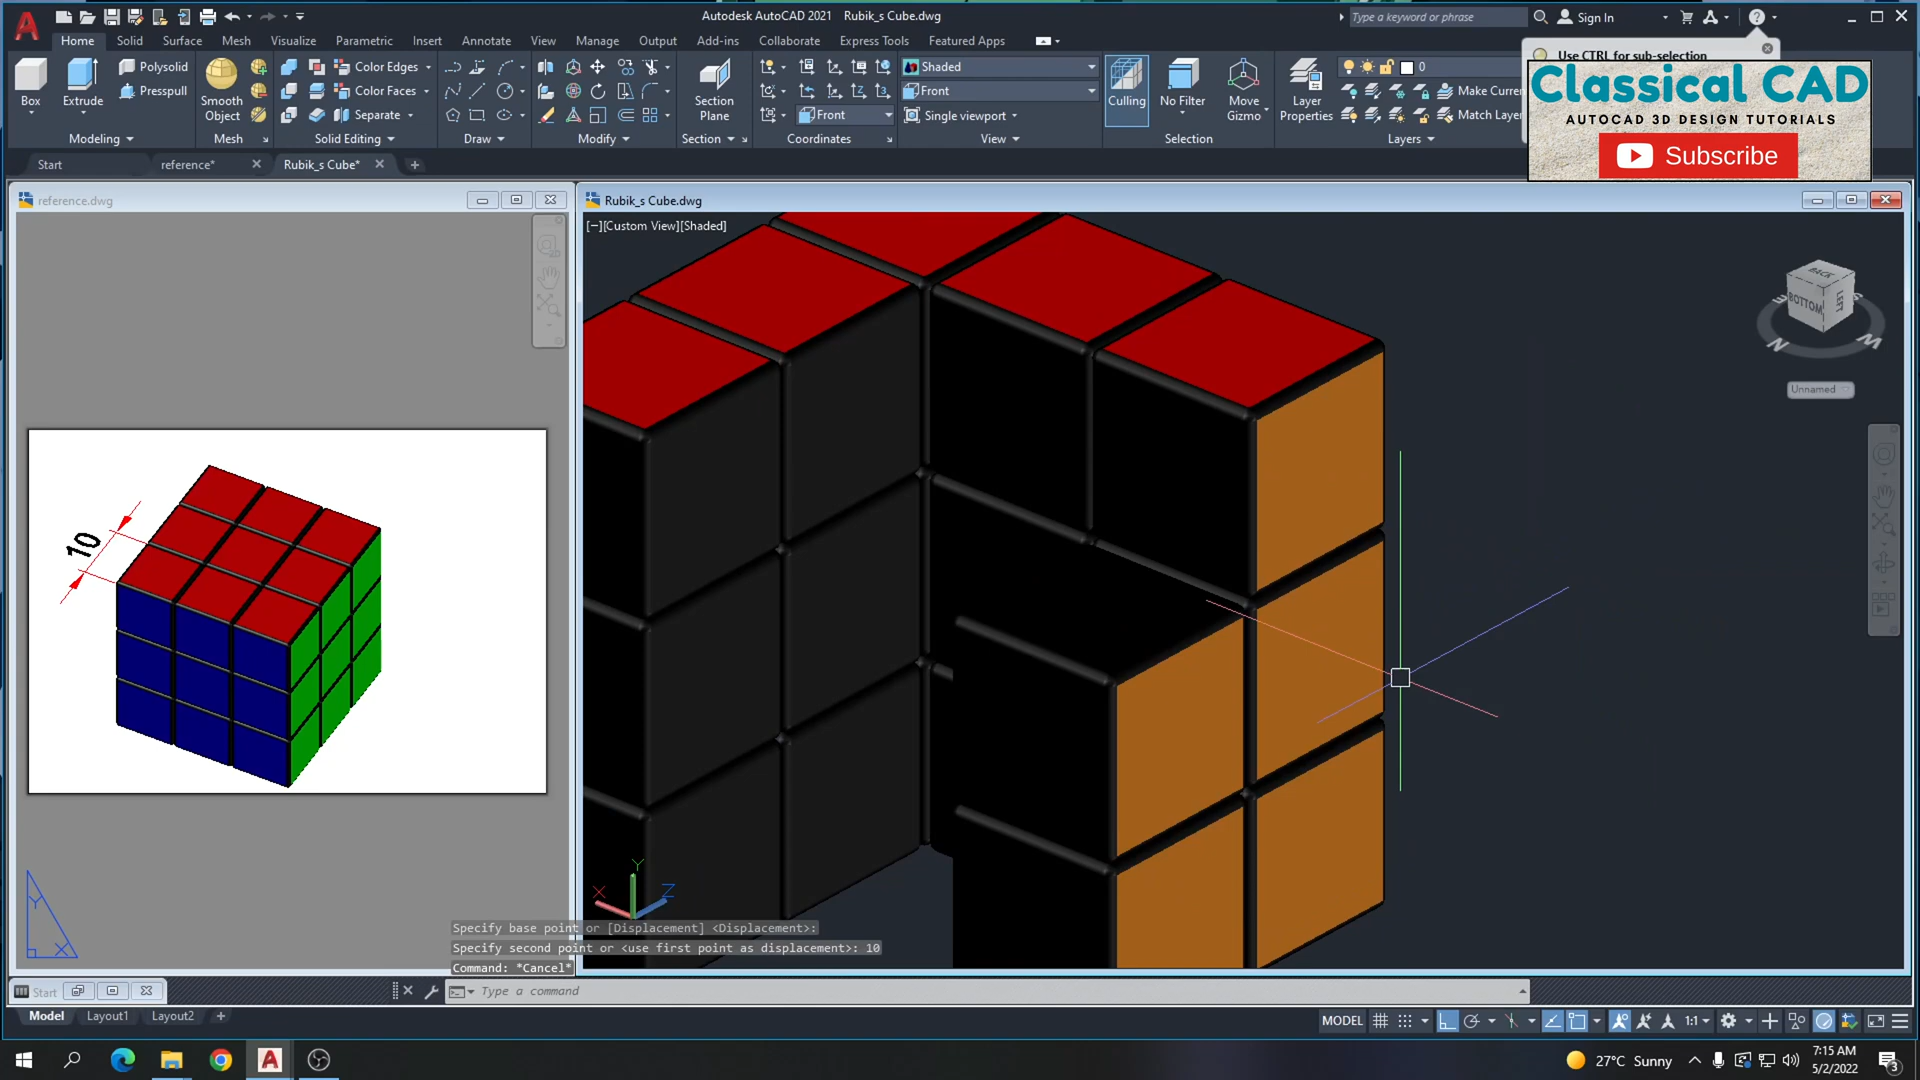 Autodesk AutoCAD 2021 Rubik_s Cube.dwg
Type a keyword or phrase
Sign In
Home Solid Surface Mesh Visualize Parametric Insert Annotate View Manage Output Add-ins Collaborate Express Tools Featured Apps
Use CTRL for sub-selection
Classical CAD
AUTOCAD 3D DESIGN TUTORIALS
Subscribe
Box
Extrude
Polysolid
Presspull
Smooth
Object
Color Edges
Color Faces
Separate
Section
Plane
Front
Shaded
Front
Single viewport
Culling
No Filter
Move
Gizmo
Layer
Properties
0
Make Curre
Match Laye
Modeling
Mesh
Solid Editing
Draw
Modify
Section
Coordinates
View
Selection
Layers
Start
reference*
Rubik_s Cube*
reference.dwg
Rubik_s Cube.dwg
[−][Custom View][Shaded]
BACK
BOTTOM
LEFT
N
Unnamed
10
Y
X
Y
X
Z
Specify base point or [Displacement] <Displacement>:
Specify second point or <use first point as displacement>: 10
Command: *Cancel*
Start
Type a command
Model
Layout1
Layout2
MODEL
1:1
27°C Sunny
7:15 AM
5/2/2022
3